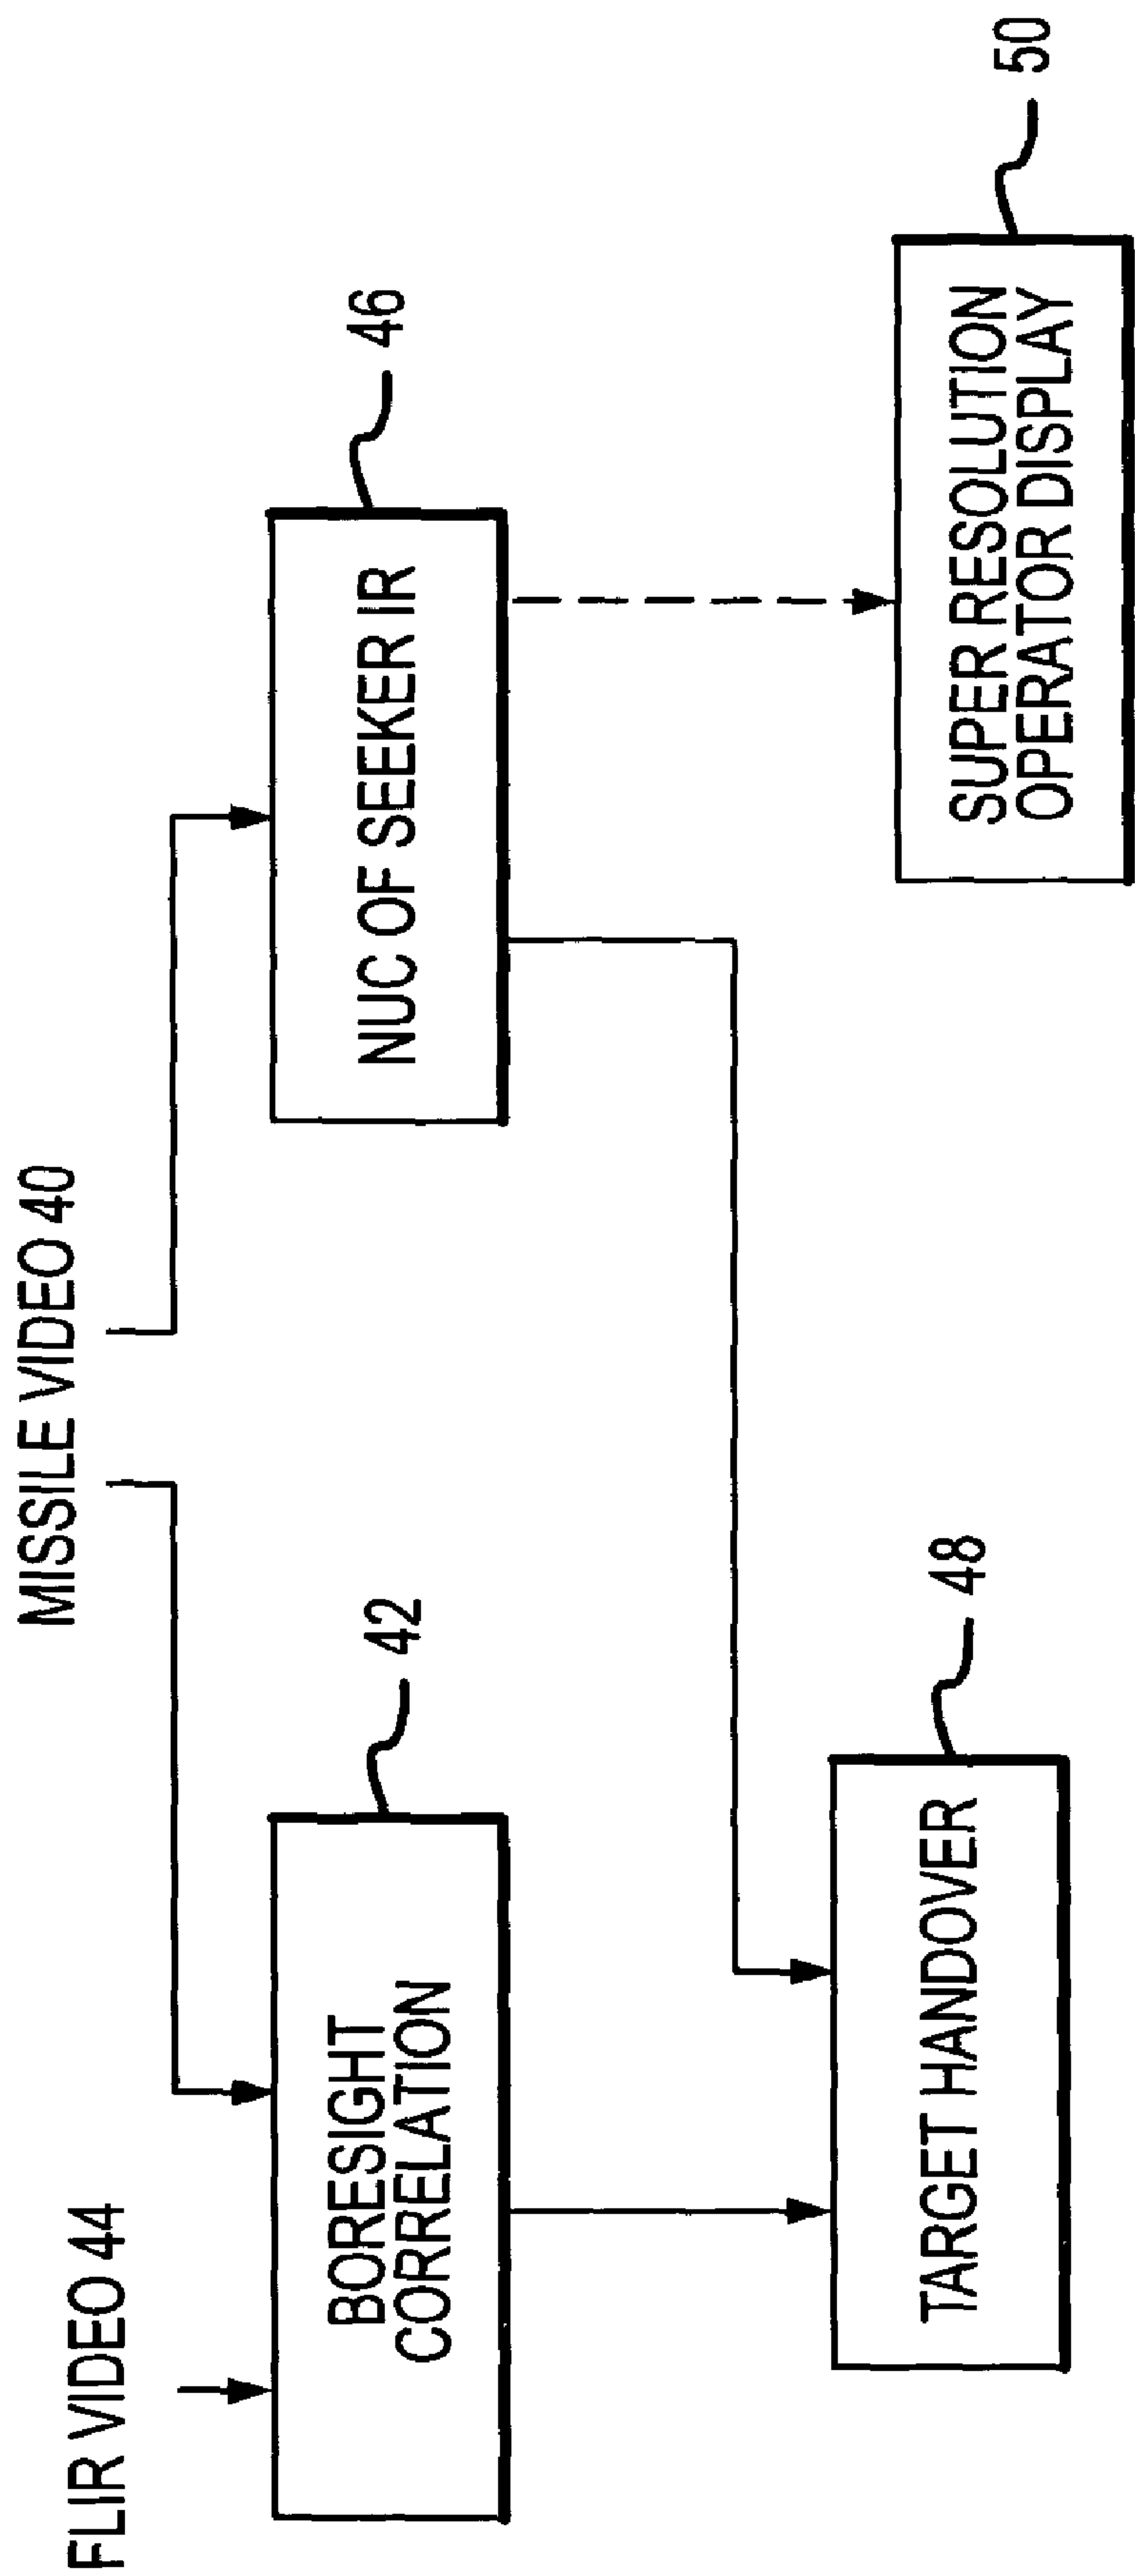 MISSILE VIDEO 40
FLIR VIDEO 44
BORESIGHT
CORRELATION
42
NUC OF SEEKER IR
46
TARGET HANDOVER
48
SUPER RESOLUTION
OPERATOR DISPLAY
50